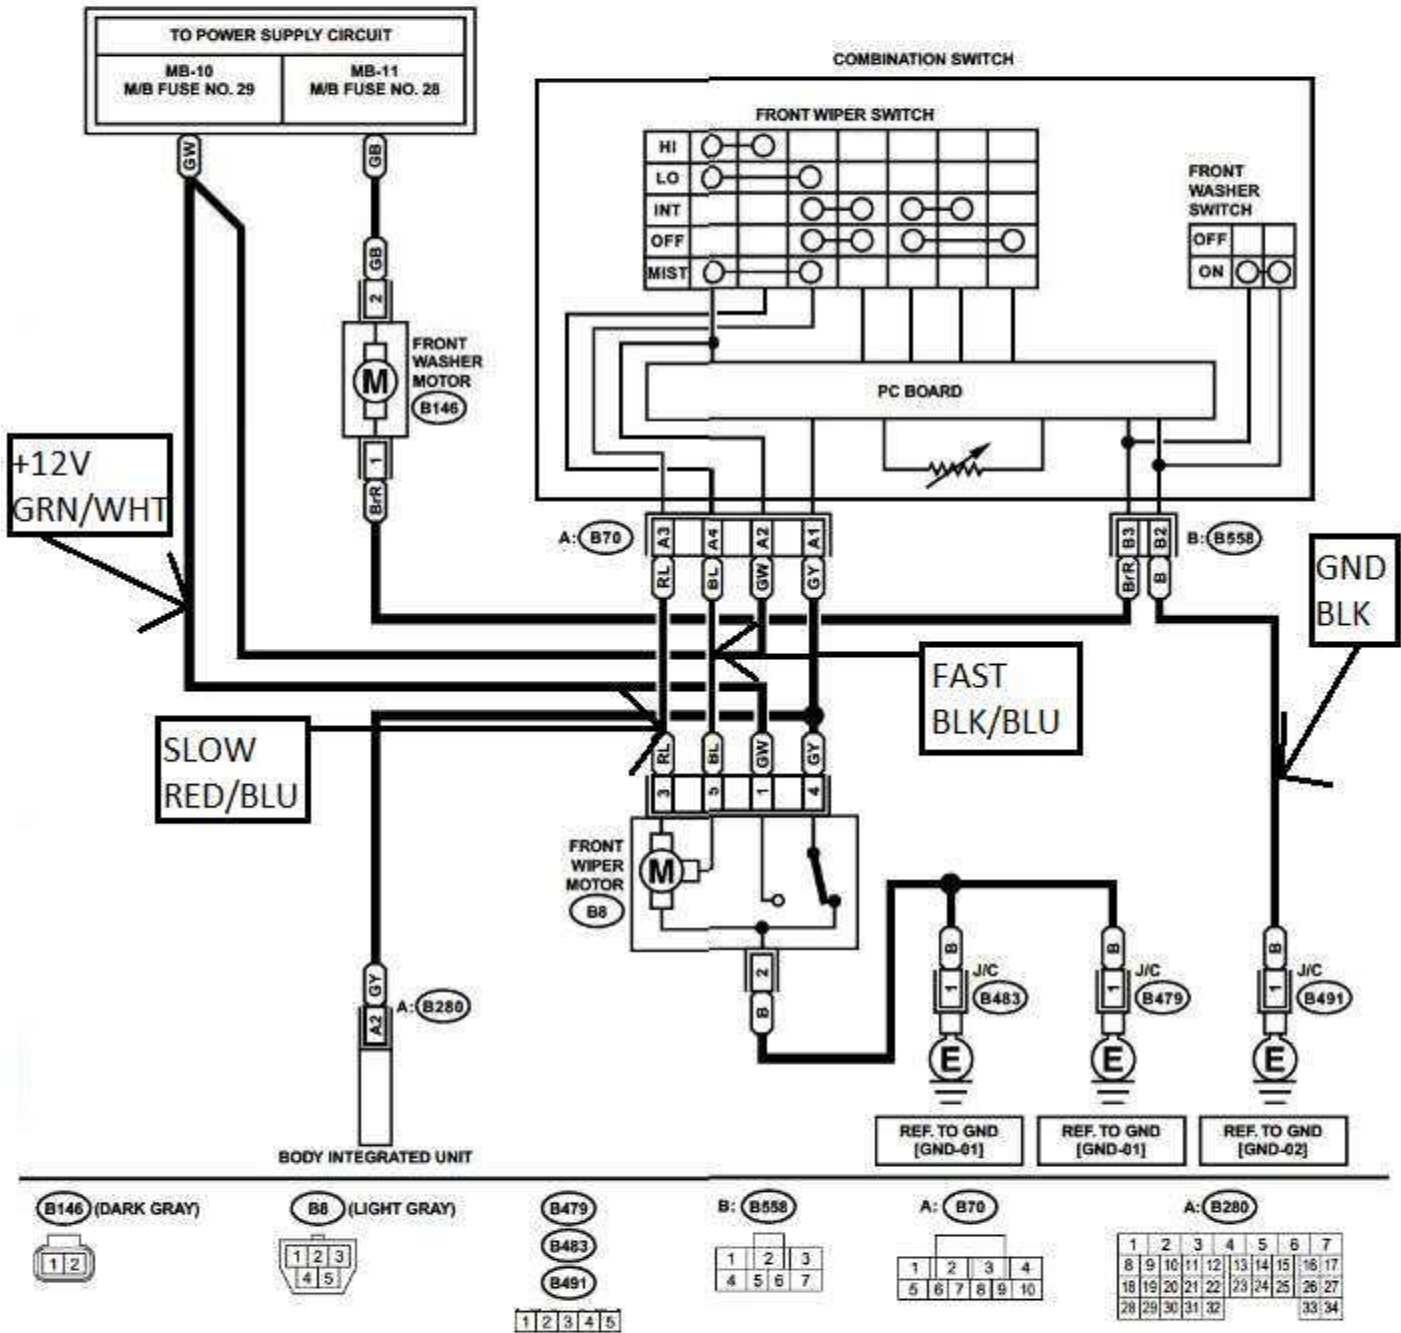 TO POWER SUPPLY CIRCUIT
MB-10
M/B FUSE NO. 29
MB-11
M/B FUSE NO. 28
COMBINATION SWITCH
FRONT WIPER SWITCH
HI
LO
INT
OFF
MIST
FRONT
WASHER
SWITCH
OFF
ON
GW
GB
GB
2
FRONT
WASHER
MOTOR
B146
M
1
BrR
PC BOARD
+12V
GRN/WHT
A: B70
A3 A4 A2 A1
RL BL GW GY
B3 B2
B: B558
BrR B
GND
BLK
FAST
BLK/BLU
SLOW
RED/BLU
RL BL GW GY
3 5 1 4
FRONT
WIPER
MOTOR
B8
M
2
B
B
1
J/C
B483
E
B
1
J/C
B479
E
B
1
J/C
B491
E
GY
A2
A: B280
REF. TO GND
[GND-01]
REF. TO GND
[GND-01]
REF. TO GND
[GND-02]
BODY INTEGRATED UNIT
B146 (DARK GRAY)
1 2
B8 (LIGHT GRAY)
1 2 3
4 5
B479
B483
B491
1 2 3 4 5
B: B558
1 2 3
4 5 6 7
A: B70
1 2 3 4
5 6 7 8 9 10
A: B280
1 2 3 4 5 6 7
8 9 10 11 12 13 14 15 16 17
18 19 20 21 22 23 24 25 26 27
28 29 30 31 32 33 34